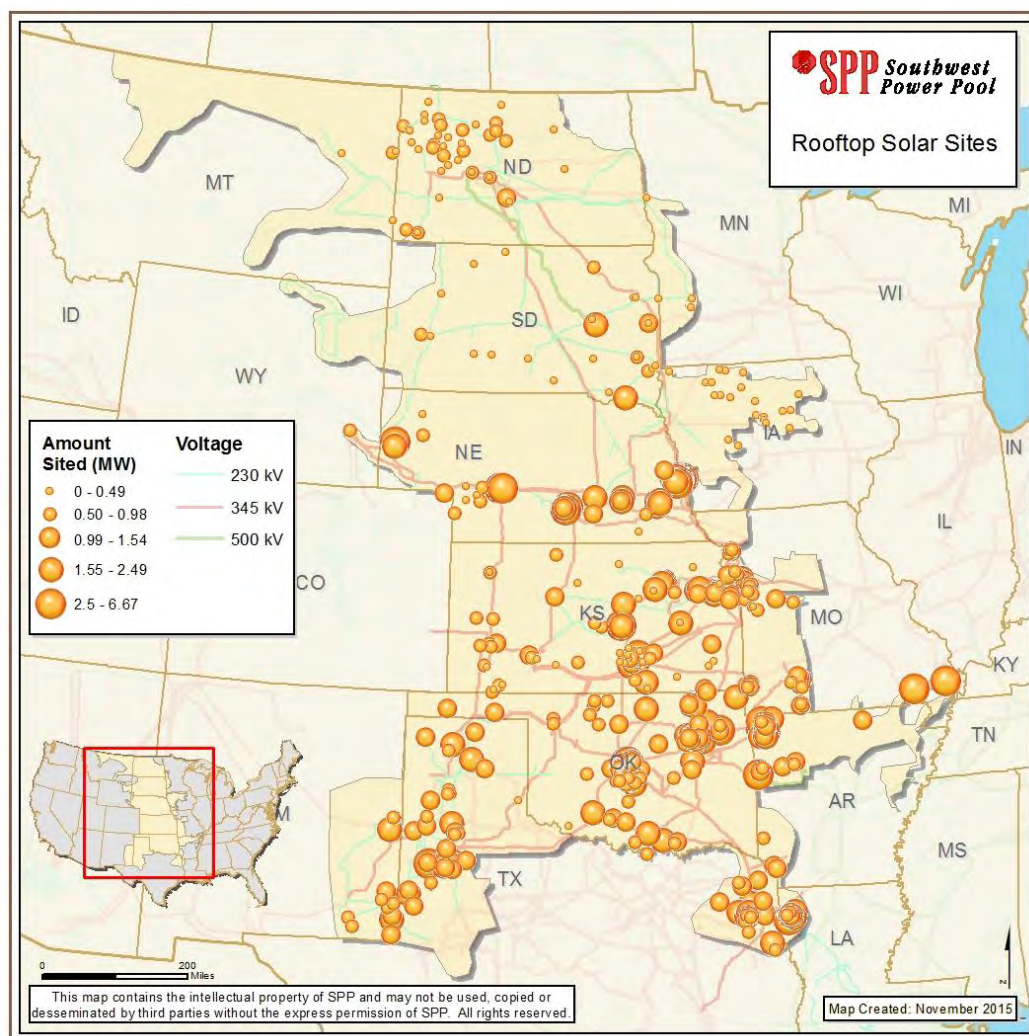 SPP Southwest
Power Pool
Rooftop Solar Sites
MT
ND
MN
MI
WI
ID
SD
WY
IA
NE
IN
IL
Amount
Sited (MW)
0 - 0.49
0.50 - 0.98
0.99 - 1.54
1.55 - 2.49
2.5 - 6.67
Voltage
230 kV
345 kV
500 kV
CO
KS
MO
KY
TN
OK
AR
M
MS
TX
LA
0
200
Miles
This map contains the intellectual property of SPP and may not be used, copied or
desseminated by third parties without the express permission of SPP. All rights reserved.
Map Created: November 2015